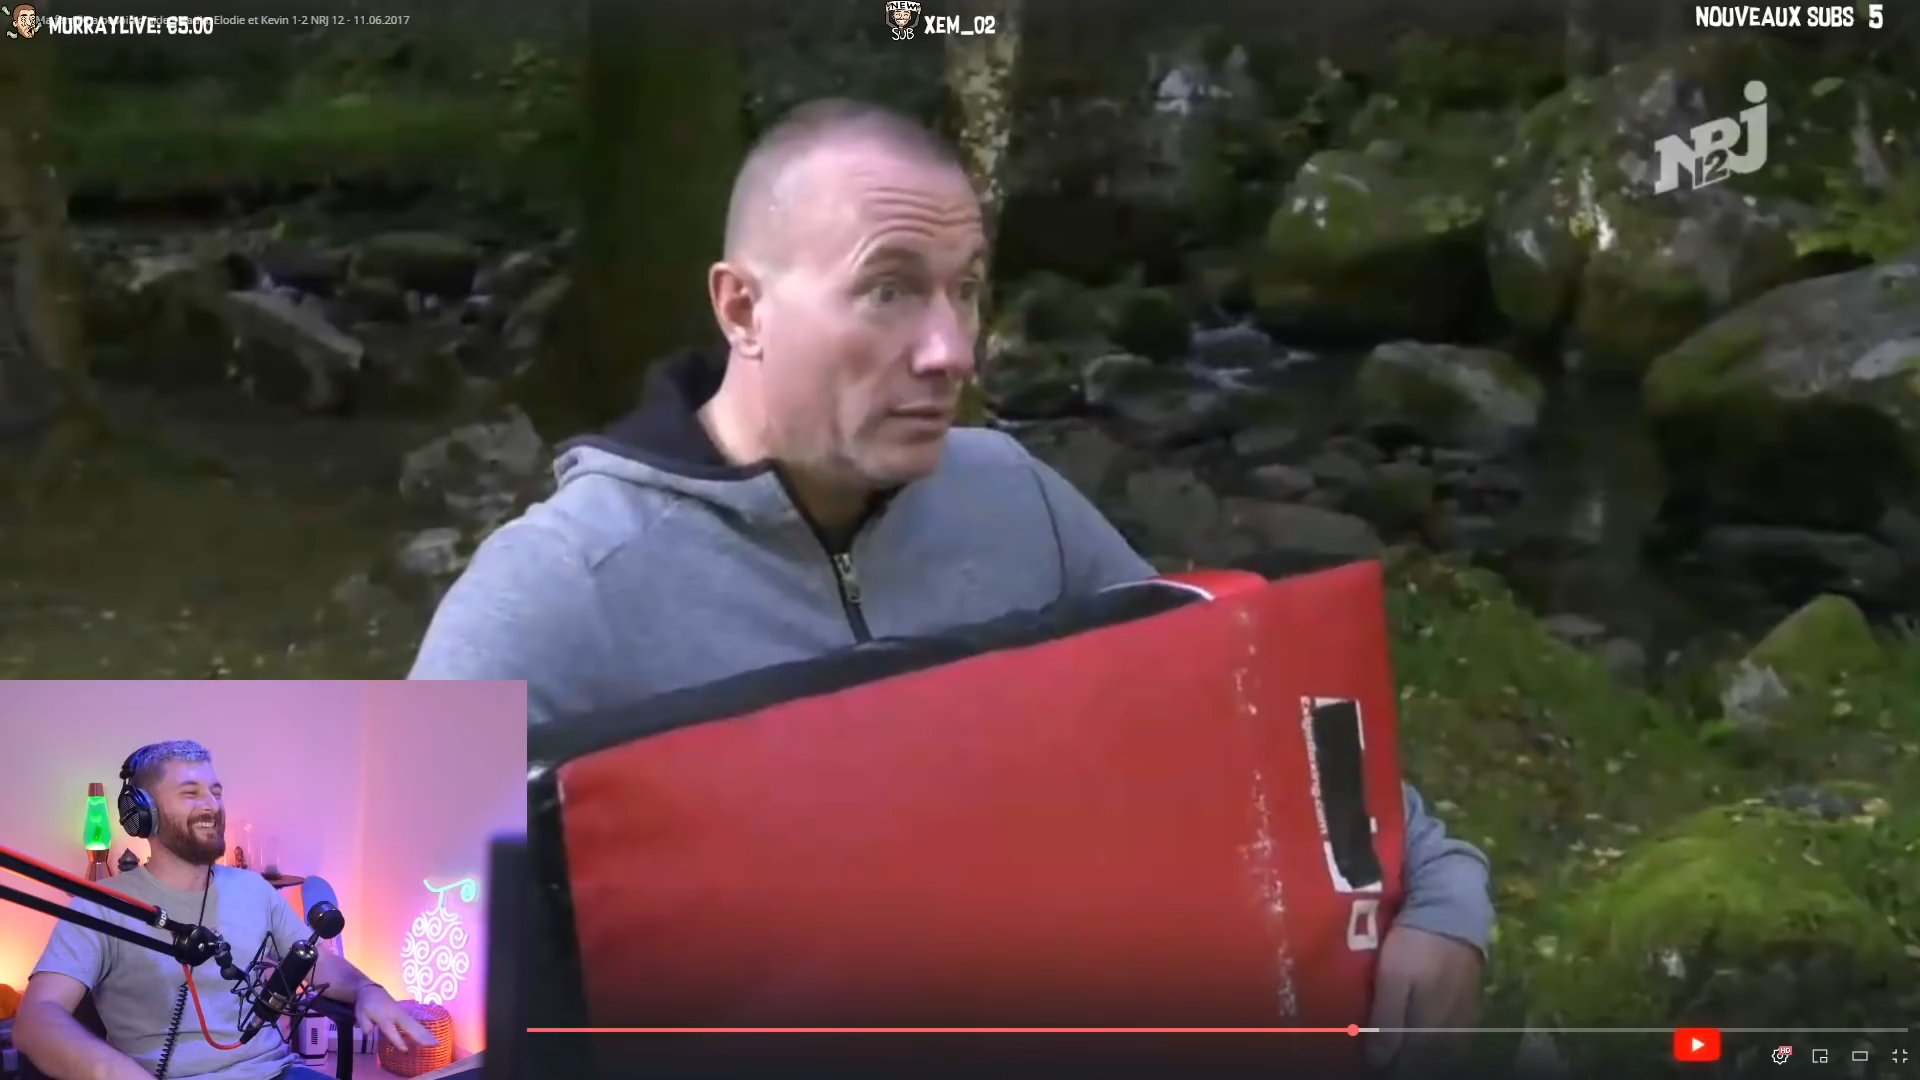 MURRAYLIVE: €5.00
Elodie et Kevin 1-2 NRJ 12 - 11.06.2017
NEW
SUB
XEM_02
NOUVEAUX SUBS 5
NRJ
12
HD